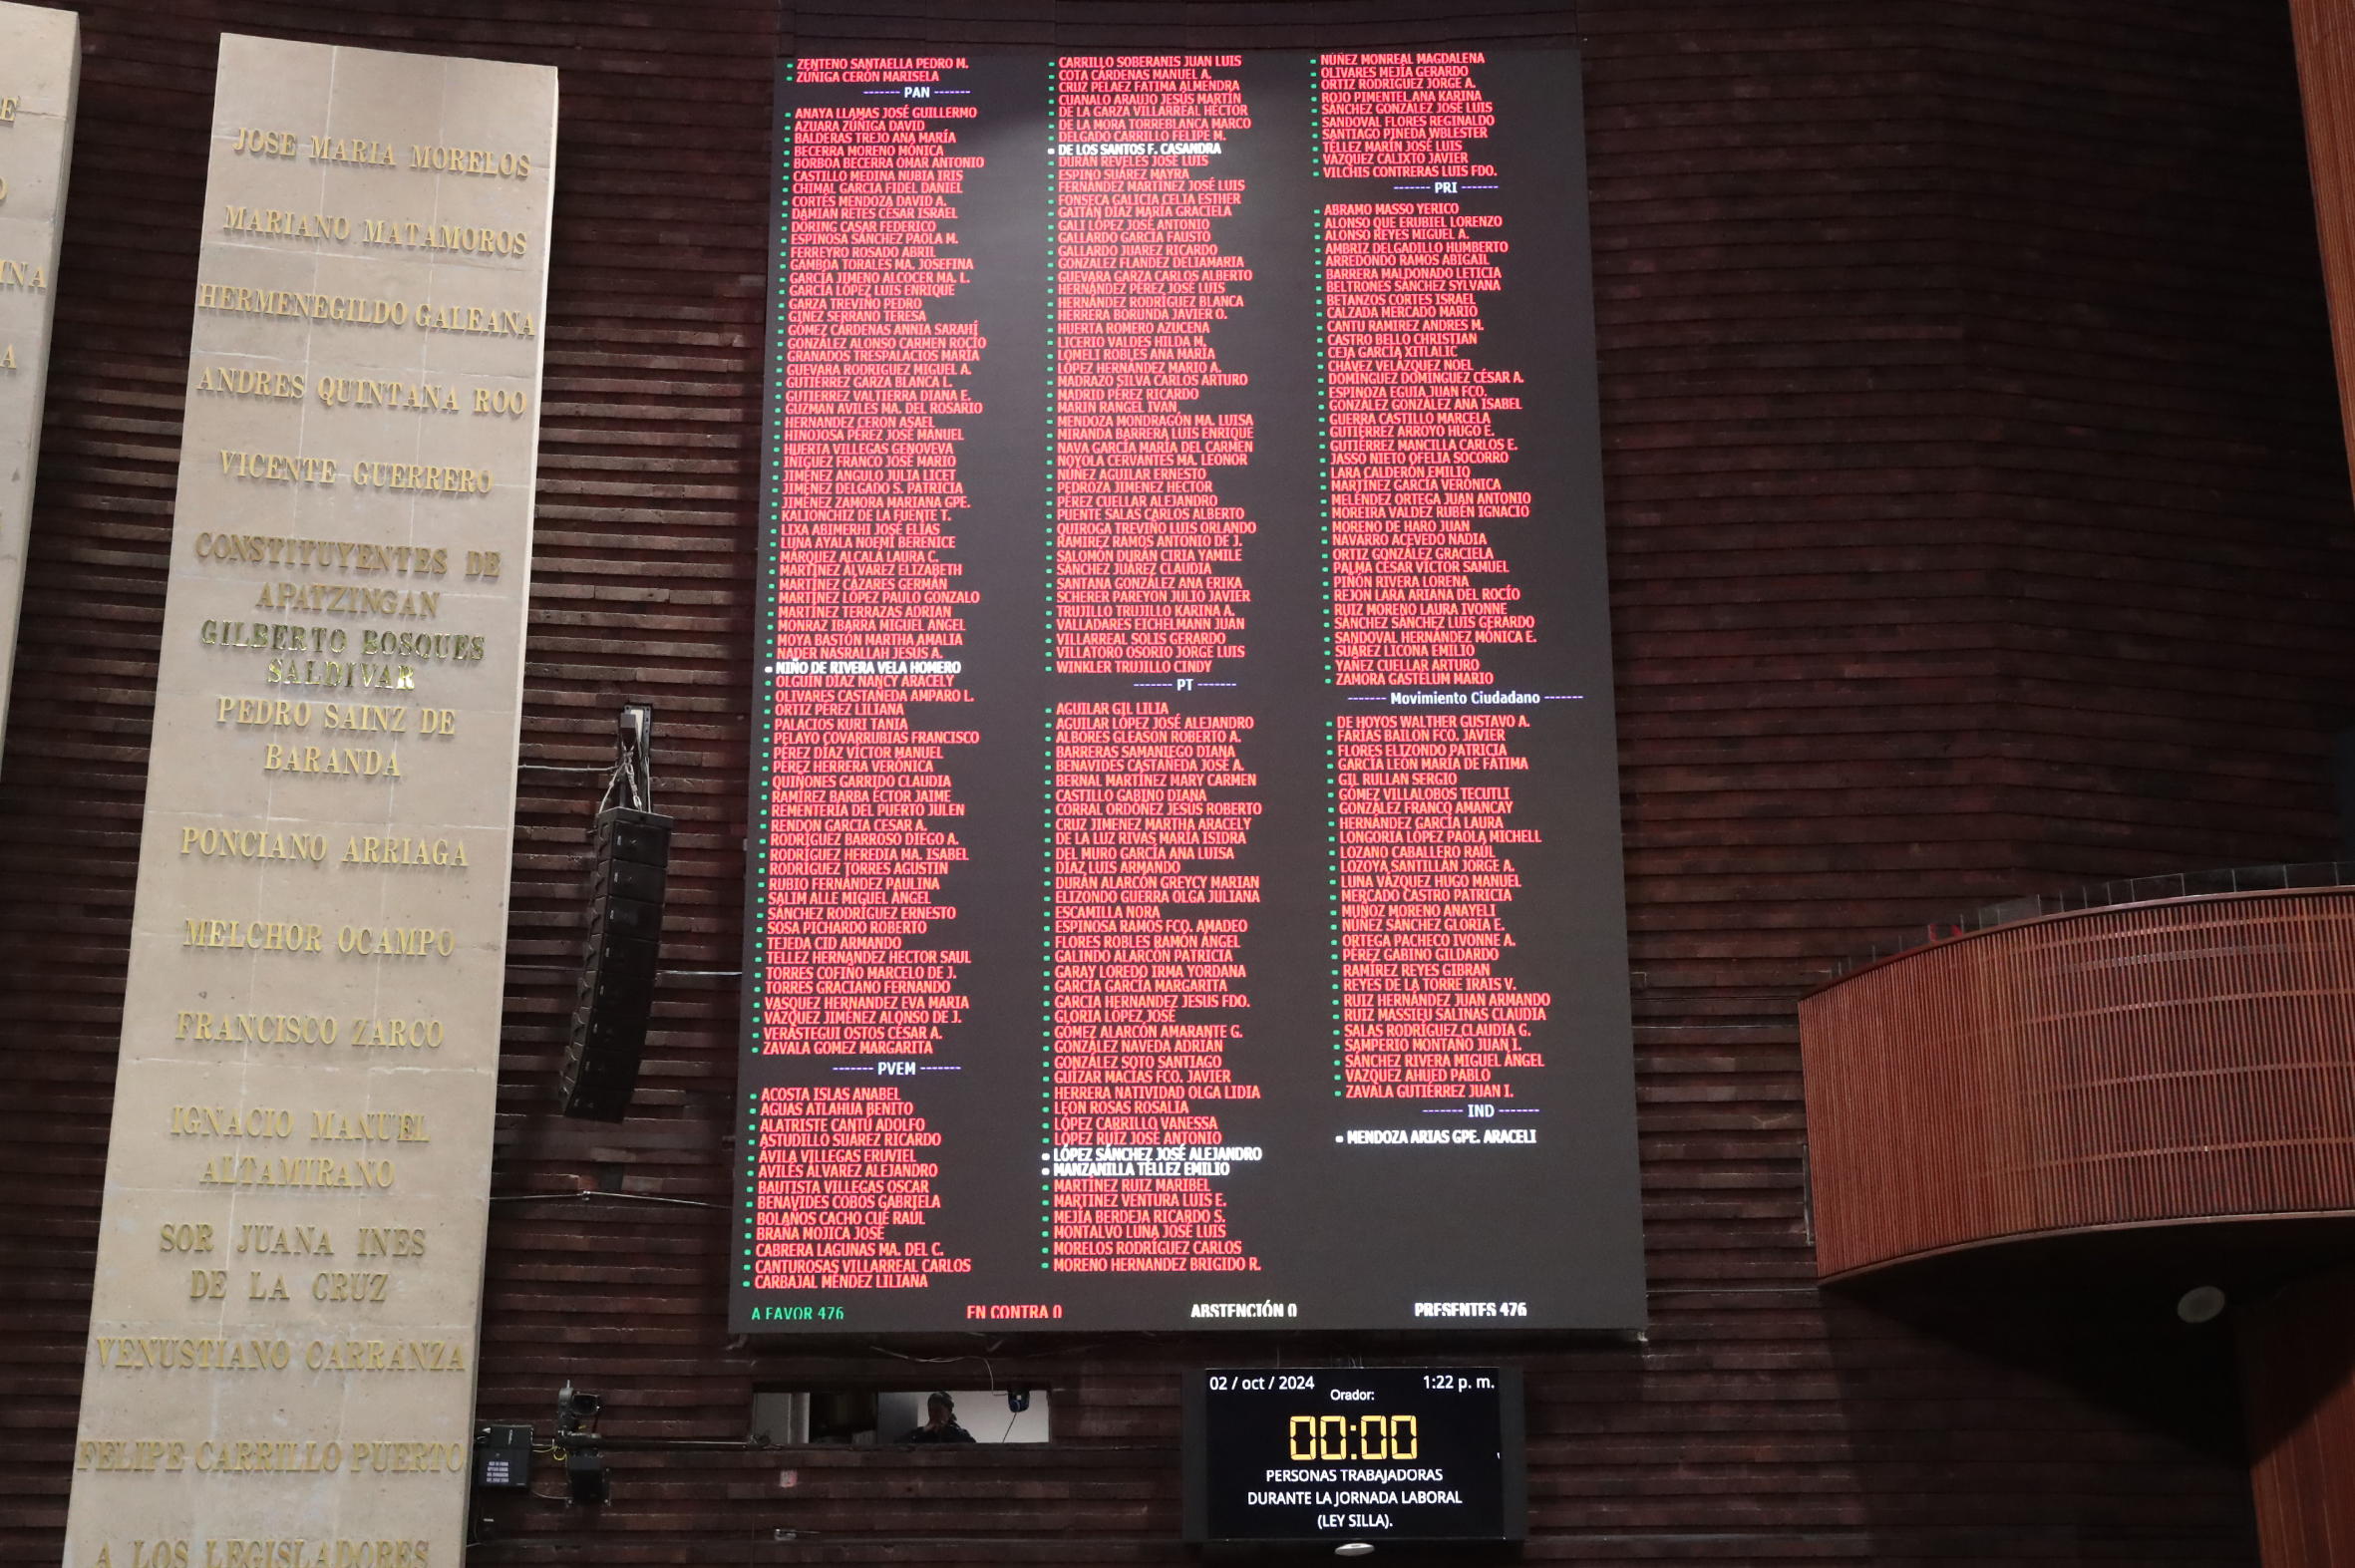 E
O
INA
A
JOSE MARIA MORELOS
MARIANO MATAMOROS
HERMENEGILDO GALEANA
ANDRES QUINTANA ROO
VICENTE GUERRERO
CONSTITUYENTES DE
APATZINGAN
GILBERTO BOSQUES
SALDIVAR
PEDRO SAINZ DE
BARANDA
PONCIANO ARRIAGA
MELCHOR OCAMPO
FRANCISCO ZARCO
IGNACIO MANUEL
ALTAMIRANO
SOR JUANA INES
DE LA CRUZ
VENUSTIANO CARRANZA
FELIPE CARRILLO PUERTO
A LOS LEGISLADORES
ZENTENO SANTAELLA PEDRO M.
ZÚÑIGA CERÓN MARISELA
------- PAN -------
ANAYA LLAMAS JOSÉ GUILLERMO
AZUARA ZÚÑIGA DAVID
BALDERAS TREJO ANA MARÍA
BECERRA MORENO MÓNICA
BORBOA BECERRA OMAR ANTONIO
CASTILLO MEDINA NUBIA IRIS
CHIMAL GARCÍA FIDEL DANIEL
CORTÉS MENDOZA DAVID A.
DAMIÁN RETES CÉSAR ISRAEL
DÖRING CASAR FEDERICO
ESPINOSA SÁNCHEZ PAOLA M.
FERREYRO ROSADO ABRIL
GAMBOA TORALES MA. JOSEFINA
GARCÍA JIMENO ALCOCER MA. L.
GARCÍA LÓPEZ LUIS ENRIQUE
GARZA TREVIÑO PEDRO
GINEZ SERRANO TERESA
GÓMEZ CÁRDENAS ANNIA SARAHÍ
GONZÁLEZ ALONSO CARMEN ROCÍO
GRANADOS TRESPALACIOS MARÍA
GUEVARA RODRÍGUEZ MIGUEL A.
GUTIÉRREZ GARZA BLANCA L.
GUTIÉRREZ VALTIERRA DIANA E.
GUZMÁN AVILÉS MA. DEL ROSARIO
HERNÁNDEZ CERÓN ASAEL
HINOJOSA PÉREZ JOSÉ MANUEL
HUERTA VILLEGAS GENOVEVA
ÍÑIGUEZ FRANCO JOSÉ MARIO
JIMÉNEZ ANGULO JULIA LICET
JIMÉNEZ DELGADO S. PATRICIA
JIMÉNEZ ZAMORA MARIANA GPE.
KALIONCHIZ DE LA FUENTE T.
LIXA ABIMERHI JOSÉ ELÍAS
LUNA AYALA NOEMÍ BERENICE
MÁRQUEZ ALCALÁ LAURA C.
MARTÍNEZ ÁLVAREZ ELIZABETH
MARTÍNEZ CÁZARES GERMÁN
MARTÍNEZ LÓPEZ PAULO GONZALO
MARTÍNEZ TERRAZAS ADRIAN
MONRAZ IBARRA MIGUEL ÁNGEL
MOYA BASTÓN MARTHA AMALIA
NADER NASRALLAH JESÚS A.
NIÑO DE RIVERA VELA HOMERO
OLGUÍN DÍAZ NANCY ARACELY
OLIVARES CASTAÑEDA AMPARO L.
ORTIZ PÉREZ LILIANA
PALACIOS KURI TANIA
PELAYO COVARRUBIAS FRANCISCO
PÉREZ DÍAZ VÍCTOR MANUEL
PÉREZ HERRERA VERÓNICA
QUIÑONES GARRIDO CLAUDIA
RAMÍREZ BARBA ÉCTOR JAIME
REMENTERÍA DEL PUERTO JULEN
RENDÓN GARCÍA CÉSAR A.
RODRÍGUEZ BARROSO DIEGO A.
RODRÍGUEZ HEREDIA MA. ISABEL
RODRÍGUEZ TORRES AGUSTÍN
RUBIO FERNÁNDEZ PAULINA
SALIM ALLE MIGUEL ÁNGEL
SÁNCHEZ RODRÍGUEZ ERNESTO
SOSA PICHARDO ROBERTO
TEJEDA CID ARMANDO
TÉLLEZ HERNÁNDEZ HÉCTOR SAÚL
TORRES COFIÑO MARCELO DE J.
TORRES GRACIANO FERNANDO
VÁSQUEZ HERNÁNDEZ EVA MARÍA
VÁZQUEZ JIMÉNEZ ALONSO DE J.
VERÁSTEGUI OSTOS CÉSAR A.
ZAVALA GÓMEZ MARGARITA
------- PVEM -------
ACOSTA ISLAS ANABEL
AGUAS ATLAHUA BENITO
ALATRISTE CANTÚ ADOLFO
ASTUDILLO SUÁREZ RICARDO
ÁVILA VILLEGAS ERUVIEL
AVILÉS ÁLVAREZ ALEJANDRO
BAUTISTA VILLEGAS OSCAR
BENAVIDES COBOS GABRIELA
BOLAÑOS CACHO CUÉ RAÚL
BRAÑA MOJICA JOSÉ
CABRERA LAGUNAS MA. DEL C.
CANTUROSAS VILLARREAL CARLOS
CARBAJAL MÉNDEZ LILIANA
CARRILLO SOBERANIS JUAN LUIS
COTA CÁRDENAS MANUEL A.
CRUZ PELÁEZ FÁTIMA ALMENDRA
CUANALO ARAUJO JESÚS MARTÍN
DE LA GARZA VILLARREAL HÉCTOR
DE LA MORA TORREBLANCA MARCO
DELGADO CARRILLO FELIPE M.
DE LOS SANTOS F. CASANDRA
DURÁN REVELES JOSÉ LUIS
ESPINO SUÁREZ MAYRA
FERNÁNDEZ MARTÍNEZ JOSÉ LUIS
FONSECA GALICIA CELIA ESTHER
GAITÁN DÍAZ MARÍA GRACIELA
GALI LÓPEZ JOSÉ ANTONIO
GALLARDO GARCÍA FAUSTO
GALLARDO JUÁREZ RICARDO
GONZÁLEZ FLANDEZ DELIAMARIA
GUEVARA GARZA CARLOS ALBERTO
HERNÁNDEZ PÉREZ JOSÉ LUIS
HERNÁNDEZ RODRÍGUEZ BLANCA
HERRERA BORUNDA JAVIER O.
HUERTA ROMERO AZUCENA
LICERIO VALDÉS HILDA M.
LOMELÍ ROBLES ANA MARÍA
LÓPEZ HERNÁNDEZ MARIO A.
MADRAZO SILVA CARLOS ARTURO
MADRID PÉREZ RICARDO
MARÍN RANGEL IVÁN
MENDOZA MONDRAGÓN MA. LUISA
MIRANDA BARRERA LUIS ENRIQUE
NAVA GARCÍA MARÍA DEL CARMEN
NOYOLA CERVANTES MA. LEONOR
NÚÑEZ AGUILAR ERNESTO
PEDROZA JIMÉNEZ HÉCTOR
PÉREZ CUÉLLAR ALEJANDRO
PUENTE SALAS CARLOS ALBERTO
QUIROGA TREVIÑO LUIS ORLANDO
RAMÍREZ RAMOS ANTONIO DE J.
SALOMÓN DURÁN CIRIA YAMILE
SÁNCHEZ JUÁREZ CLAUDIA
SANTANA GONZÁLEZ ANA ERIKA
SCHERER PAREYÓN JULIO JAVIER
TRUJILLO TRUJILLO KARINA A.
VALLADARES EICHELMANN JUAN
VILLARREAL SOLÍS GERARDO
VILLATORO OSORIO JORGE LUIS
WINKLER TRUJILLO CINDY
------- PT -------
AGUILAR GIL LILIA
AGUILAR LÓPEZ JOSÉ ALEJANDRO
ALBORES GLEASON ROBERTO A.
BARRERAS SAMANIEGO DIANA
BENAVIDES CASTAÑEDA JOSÉ A.
BERNAL MARTÍNEZ MARY CARMEN
CASTILLO GABINO DIANA
CORRAL ORDÓÑEZ JESÚS ROBERTO
CRUZ JIMÉNEZ MARTHA ARACELY
DE LA LUZ RIVAS MARÍA ISIDRA
DEL MURO GARCÍA ANA LUISA
DÍAZ LUIS ARMANDO
DURÁN ALARCÓN GREYCY MARIAN
ELIZONDO GUERRA OLGA JULIANA
ESCAMILLA NORA
ESPINOSA RAMOS FCO. AMADEO
FLORES ROBLES RAMÓN ÁNGEL
GALINDO ALARCÓN PATRICIA
GARAY LOREDO IRMA YORDANA
GARCÍA GARCÍA MARGARITA
GARCÍA HERNÁNDEZ JESÚS FDO.
GLORIA LÓPEZ JOSÉ
GÓMEZ ALARCÓN AMARANTE G.
GONZÁLEZ NAVEDA ADRIAN
GONZÁLEZ SOTO SANTIAGO
GUÍZAR MACÍAS FCO. JAVIER
HERRERA NATIVIDAD OLGA LIDIA
LEÓN ROSAS ROSALÍA
LÓPEZ CARRILLO VANESSA
LÓPEZ RUIZ JOSÉ ANTONIO
LÓPEZ SÁNCHEZ JOSÉ ALEJANDRO
MANZANILLA TÉLLEZ EMILIO
MARTÍNEZ RUIZ MARIBEL
MARTÍNEZ VENTURA LUIS E.
MEJÍA BERDEJA RICARDO S.
MONTALVO LUNA JOSÉ LUIS
MORELOS RODRÍGUEZ CARLOS
MORENO HERNÁNDEZ BRIGIDO R.
NÚÑEZ MONREAL MAGDALENA
OLIVARES MEJÍA GERARDO
ORTIZ RODRÍGUEZ JORGE A.
ROJO PIMENTEL ANA KARINA
SÁNCHEZ GONZÁLEZ JOSÉ LUIS
SANDOVAL FLORES REGINALDO
SANTIAGO PINEDA WBLESTER
TÉLLEZ MARÍN JOSÉ LUIS
VÁZQUEZ CALIXTO JAVIER
VILCHIS CONTRERAS LUIS FDO.
------- PRI -------
ABRAMO MASSO YERICO
ALONSO QUE ERUBIEL LORENZO
ALONSO REYES MIGUEL A.
AMBRIZ DELGADILLO HUMBERTO
ARREDONDO RAMOS ABIGAIL
BARRERA MALDONADO LETICIA
BELTRONES SÁNCHEZ SYLVANA
BETANZOS CORTÉS ISRAEL
CALZADA MERCADO MARIO
CANTÚ RAMÍREZ ANDRÉS M.
CASTRO BELLO CHRISTIAN
CEJA GARCÍA XITLALIC
CHÁVEZ VELÁZQUEZ NOEL
DOMÍNGUEZ DOMÍNGUEZ CÉSAR A.
ESPINOZA EGUÍA JUAN FCO.
GONZÁLEZ GONZÁLEZ ANA ISABEL
GUERRA CASTILLO MARCELA
GUTIÉRREZ ARROYO HUGO E.
GUTIÉRREZ MANCILLA CARLOS E.
JASSO NIETO OFELIA SOCORRO
LARA CALDERÓN EMILIO
MARTÍNEZ GARCÍA VERÓNICA
MELÉNDEZ ORTEGA JUAN ANTONIO
MOREIRA VALDEZ RUBÉN IGNACIO
MORENO DE HARO JUAN
NAVARRO ACEVEDO NADIA
ORTIZ GONZÁLEZ GRACIELA
PALMA CÉSAR VÍCTOR SAMUEL
PIÑÓN RIVERA LORENA
REJÓN LARA ARIANA DEL ROCÍO
RUIZ MORENO LAURA IVONNE
SÁNCHEZ SÁNCHEZ LUIS GERARDO
SANDOVAL HERNÁNDEZ MÓNICA E.
SUÁREZ LICONA EMILIO
YÁÑEZ CUÉLLAR ARTURO
ZAMORA GASTÉLUM MARIO
------- Movimiento Ciudadano -------
DE HOYOS WALTHER GUSTAVO A.
FARÍAS BAILÓN FCO. JAVIER
FLORES ELIZONDO PATRICIA
GARCÍA LEÓN MARÍA DE FÁTIMA
GIL RULLÁN SERGIO
GÓMEZ VILLALOBOS TECUTLI
GONZÁLEZ FRANCO AMANCAY
HERNÁNDEZ GARCÍA LAURA
LONGORIA LÓPEZ PAOLA MICHELL
LOZANO CABALLERO RAÚL
LOZOYA SANTILLÁN JORGE A.
LUNA VÁZQUEZ HUGO MANUEL
MERCADO CASTRO PATRICIA
MUÑOZ MORENO ANAYELI
NÚÑEZ SÁNCHEZ GLORIA E.
ORTEGA PACHECO IVONNE A.
PÉREZ GABINO GILDARDO
RAMÍREZ REYES GIBRÁN
REYES DE LA TORRE IRAIS V.
RUIZ HERNÁNDEZ JUAN ARMANDO
RUIZ MASSIEU SALINAS CLAUDIA
SALAS RODRÍGUEZ CLAUDIA G.
SAMPERIO MONTAÑO JUAN I.
SÁNCHEZ RIVERA MIGUEL ÁNGEL
VÁZQUEZ AHUED PABLO
ZAVALA GUTIÉRREZ JUAN I.
------- IND -------
MENDOZA ARIAS GPE. ARACELI
A FAVOR 476 EN CONTRA 0 ABSTENCIÓN 0 PRESENTES 476
02 / oct / 2024 1:22 p. m.
Orador:
00:00
PERSONAS TRABAJADORAS
DURANTE LA JORNADA LABORAL
(LEY SILLA).